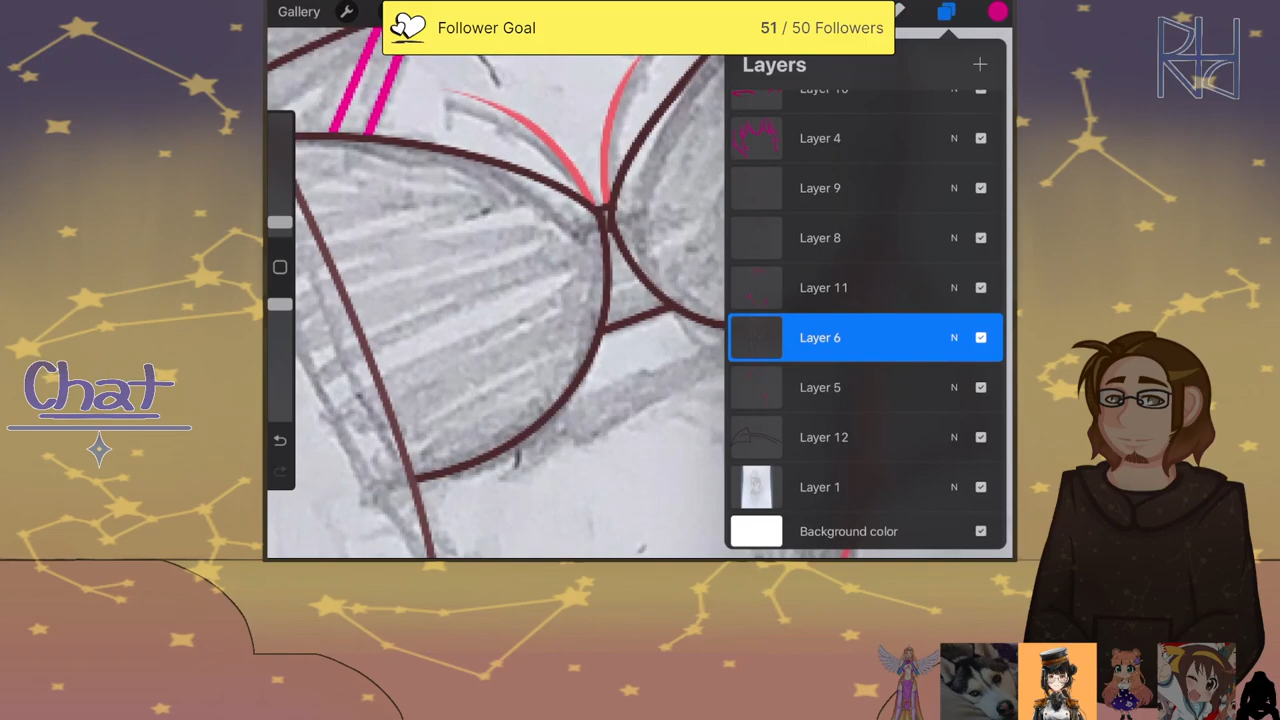 Gallery
Follower Goal 51 / 50 Followers
Layers
Layer 4 N
Layer 9 N
Layer 8 N
Layer 11 N
Layer 6 N
Layer 5 N
Layer 12 N
Layer 1 N
Background color
Chat